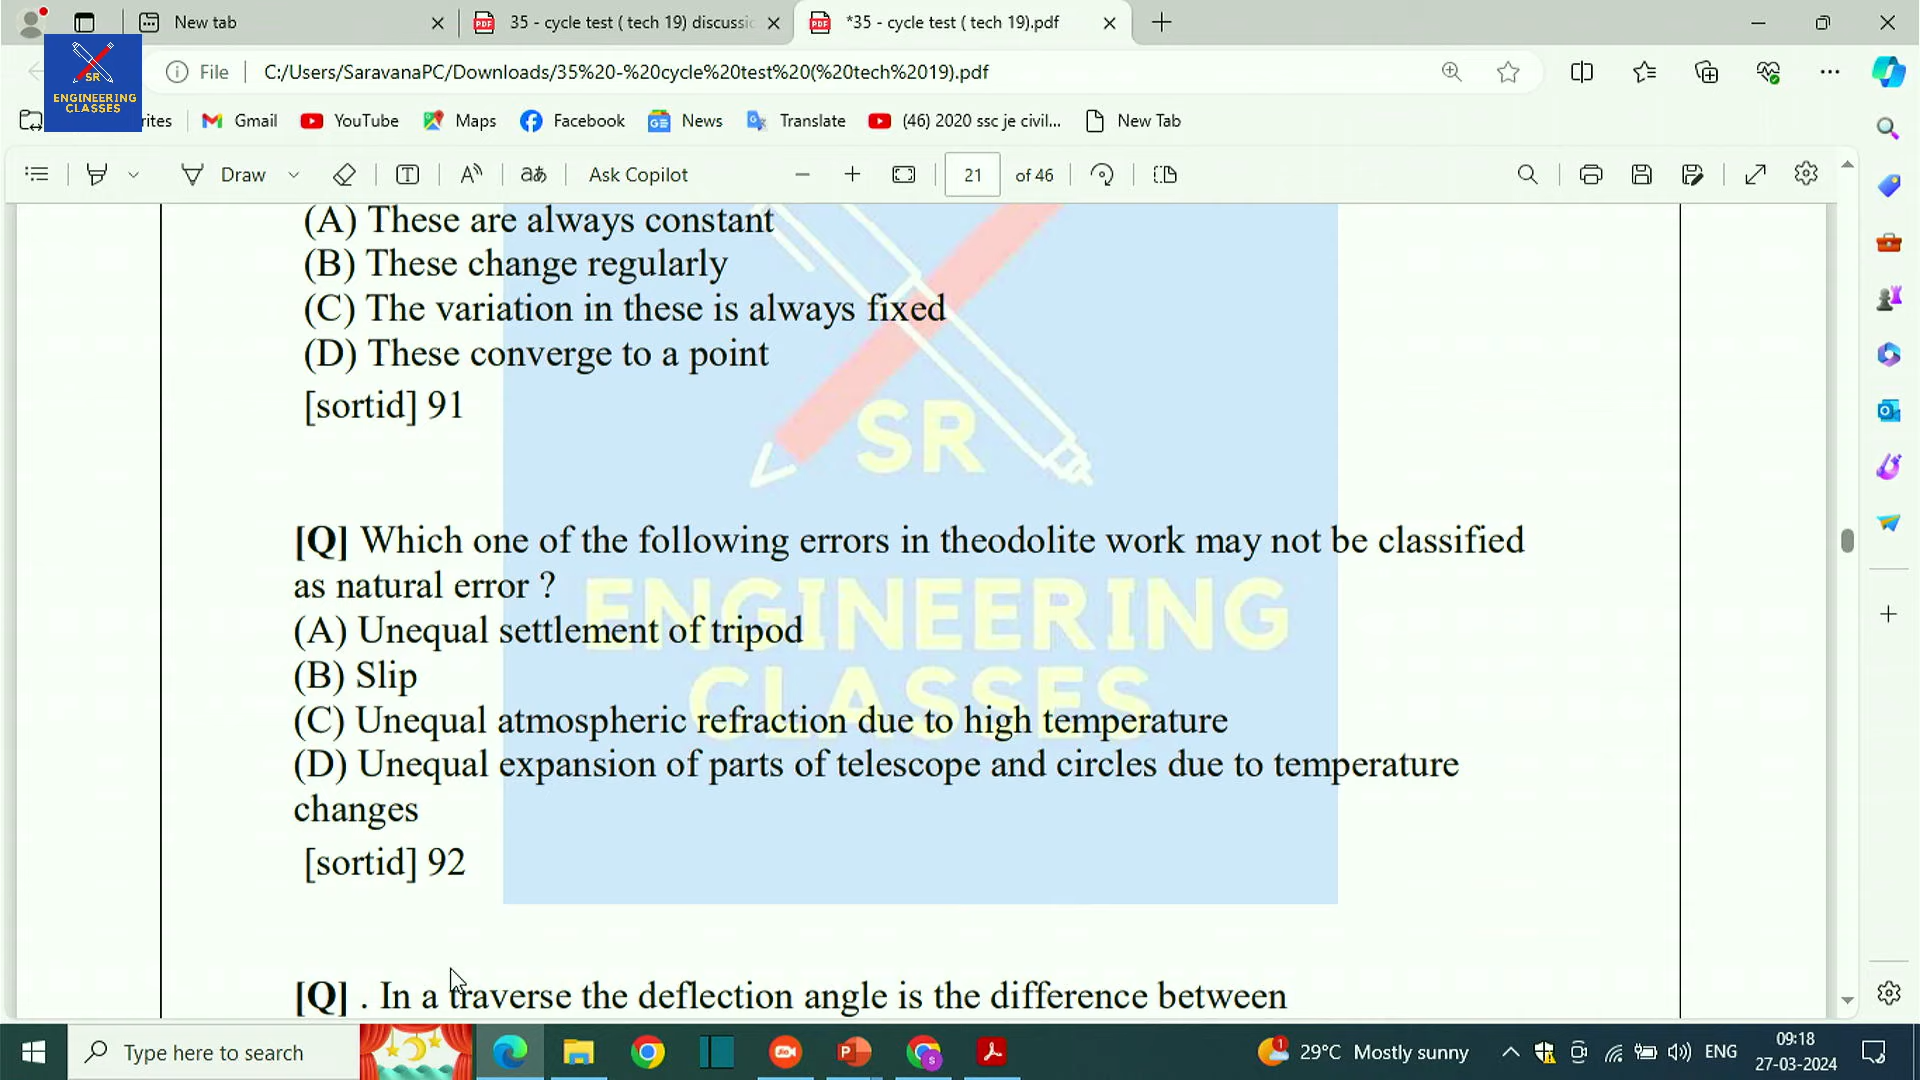 New tab
35 - cycle test ( tech 19) discussi
*35 - cycle test ( tech 19).pdf
SR
ENGINEERING
CLASSES
File
C:/Users/SaravanaPC/Downloads/35%20-%20cycle%20test%20(%20tech%2019).pdf
rites
Gmail
YouTube
Maps
Facebook
News
Translate
(46) 2020 ssc je civil...
New Tab
Draw
Ask Copilot
21
of 46
(A) These are always constant
(B) These change regularly
(C) The variation in these is always fixed
(D) These converge to a point
[sortid] 91
SR
ENGINEERING
CLASSES
[Q] Which one of the following errors in theodolite work may not be classified
as natural error ?
(A) Unequal settlement of tripod
(B) Slip
(C) Unequal atmospheric refraction due to high temperature
(D) Unequal expansion of parts of telescope and circles due to temperature
changes
[sortid] 92
[Q] . In a traverse the deflection angle is the difference between
Type here to search
29°C Mostly sunny
ENG
09:18
27-03-2024